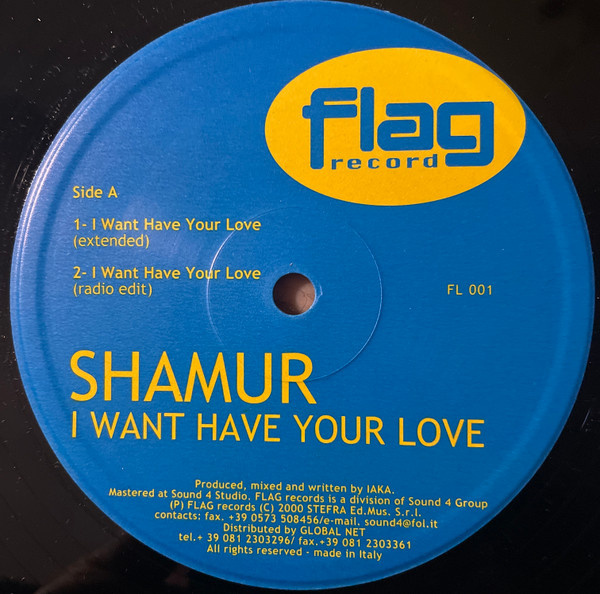 flag
record
Side A
1- I Want Have Your Love
(extended)
2- I Want Have Your Love
(radio edit)
FL 001
SHAMUR
I WANT HAVE YOUR LOVE
Produced, mixed and written by IAKA.
Mastered at Sound 4 Studio. FLAG records is a division of Sound 4 Group
(P) FLAG records (C) 2000 STEFRA Ed.Mus. S.r.l.
contacts: fax. +39 0573 508456/e-mail, sound4@fol.it
Distributed by GLOBAL NET
tel.+ 39 081 2303296/ fax.+39 081 2303361
All rights reserved - made in Italy